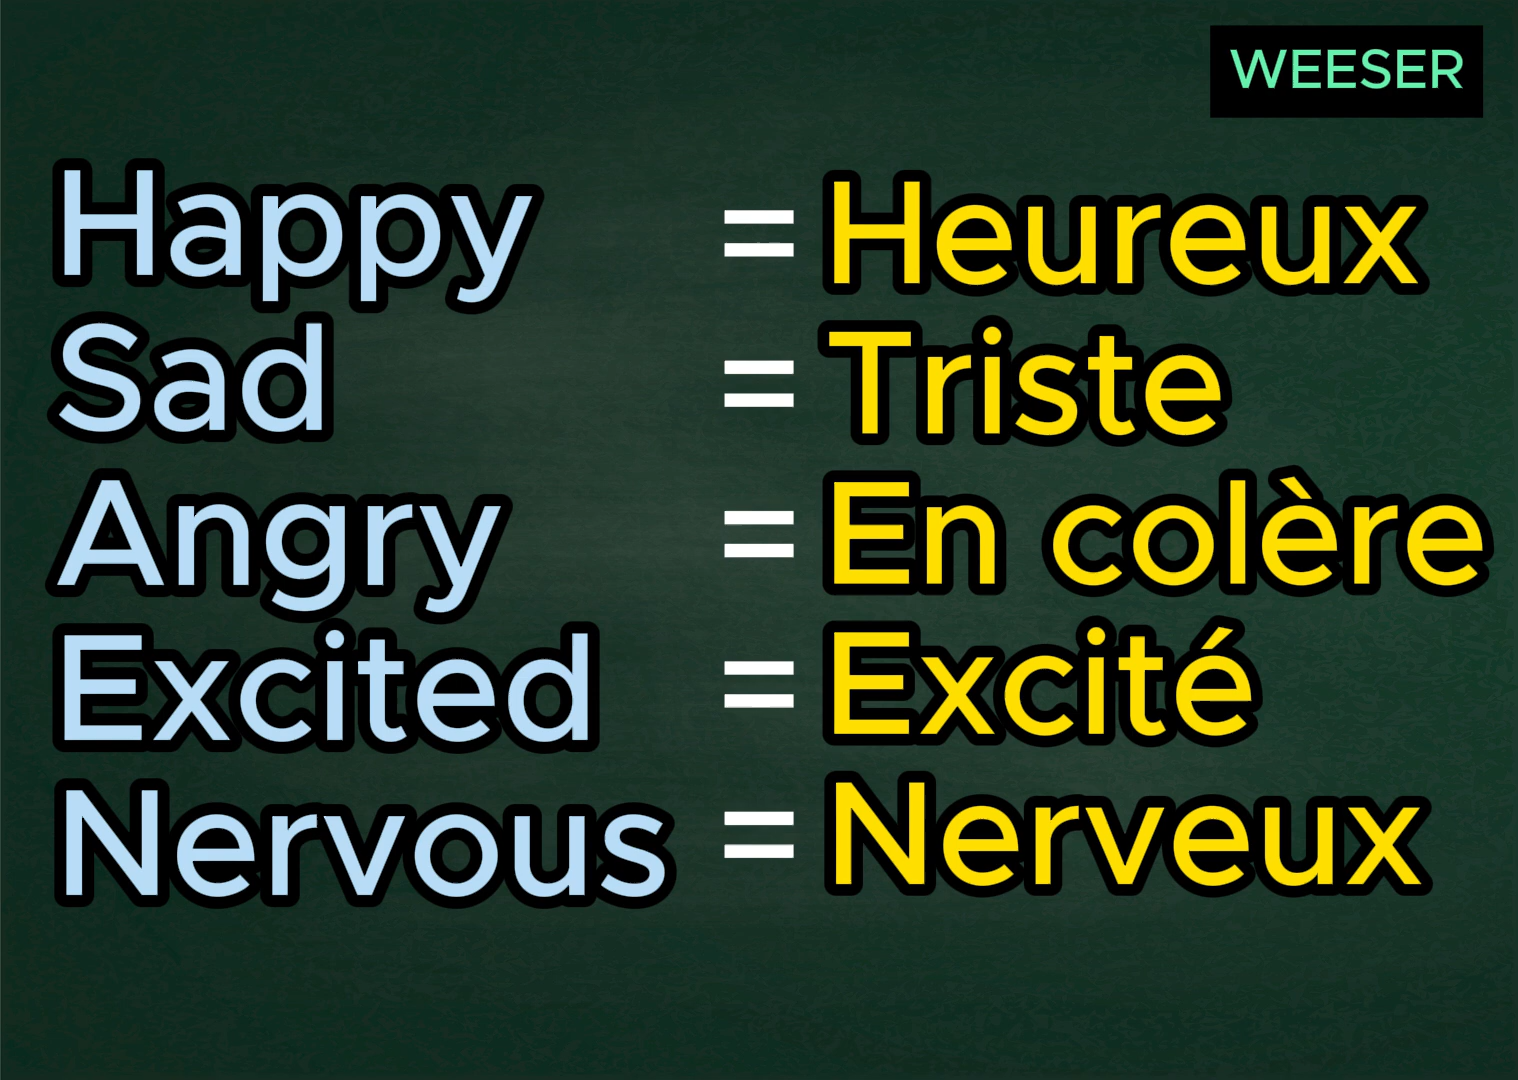 WEESER
Happy = Heureux
Sad = Triste
Angry = En colère
Excited = Excité
Nervous = Nerveux